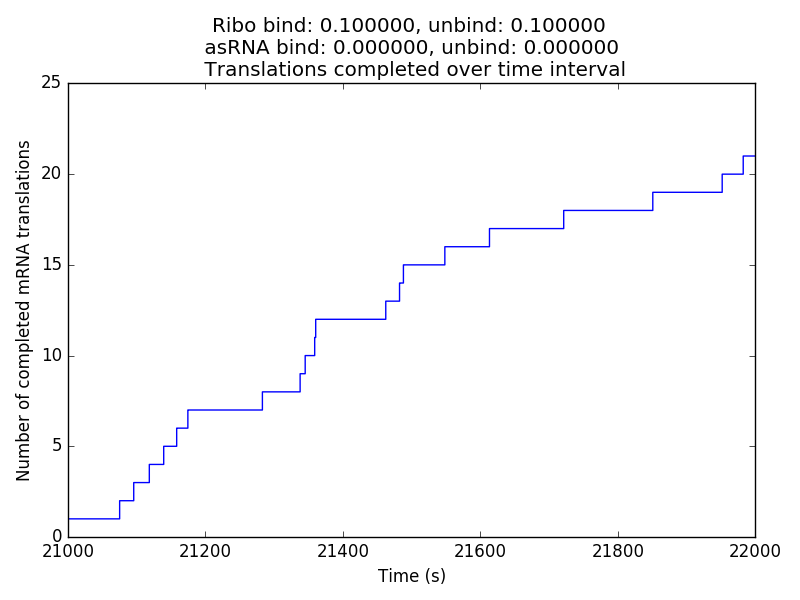 Ribo bind: 0.100000, unbind: 0.100000
asRNA bind: 0.000000, unbind: 0.000000
Translations completed over time interval
25
20
15
10
5
0
Number of completed mRNA translations
21000 21200 21400 21600 21800 22000
Time (s)